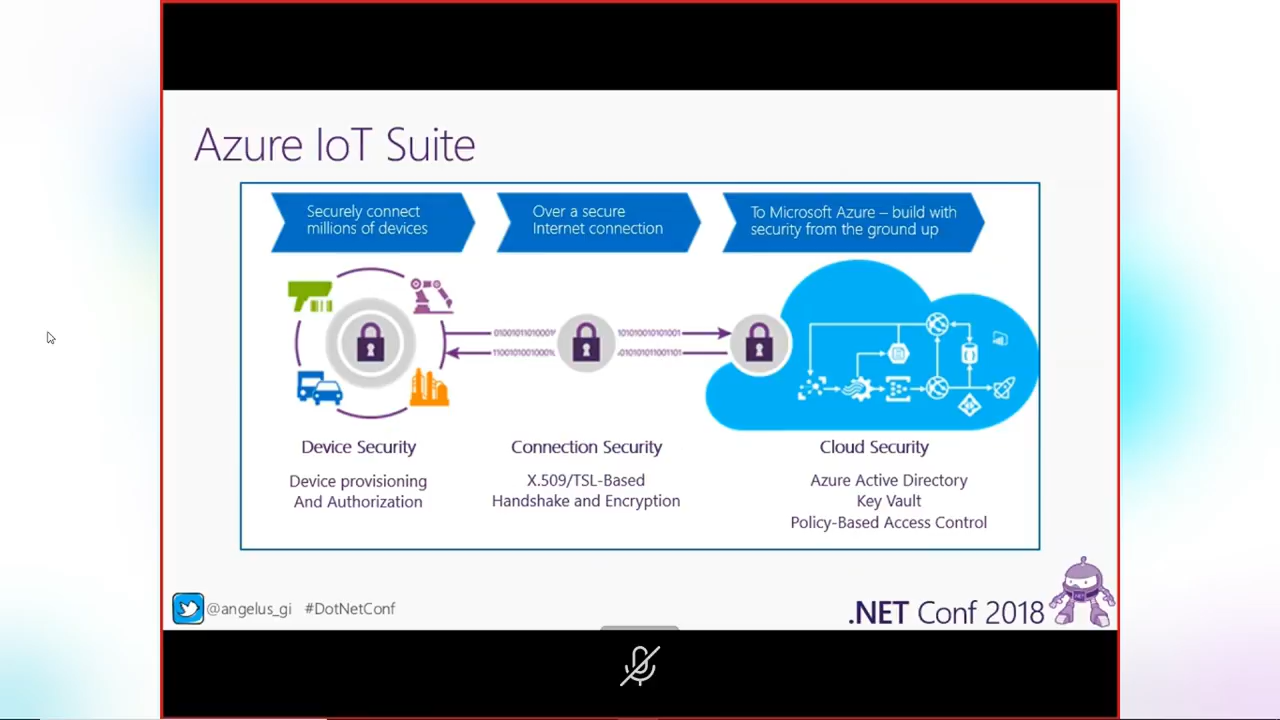 Azure IoT Suite
Securely connect
millions of devices
Over a secure
Internet connection
To Microsoft Azure – build with
security from the ground up
Device Security
Device provisioning
And Authorization
Connection Security
X.509/TSL-Based
Handshake and Encryption
Cloud Security
Azure Active Directory
Key Vault
Policy-Based Access Control
@angelus_gi #DotNetConf
.NET Conf 2018